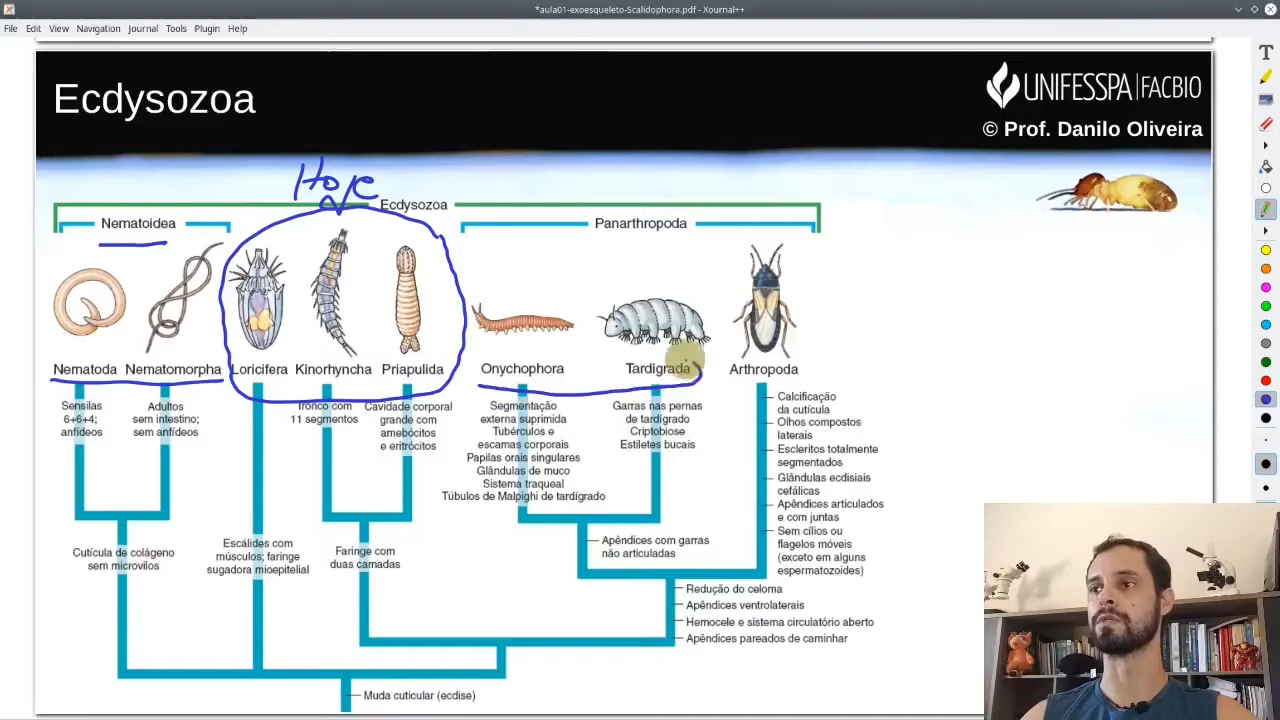 *aula01-exoesqueleto-Scalidophora.pdf - Xournal++
File Edit View Navigation Journal Tools Plugin Help
Ecdysozoa
UNIFESSPA|FACBIO
© Prof. Danilo Oliveira
Hoje
Ecdysozoa
Nematoidea
Panarthropoda
Nematoda Nematomorpha Loricifera Kinorhyncha Priapulida Onychophora Tardigrada Arthropoda
Sensilas
6+6+4;
anfídeos
Adultos
sem intestino;
sem anfídeos
Tronco com
11 segmentos
Cavidade corporal
grande com
amebócitos
e eritrócitos
Segmentação
externa suprimida
Tubérculos e
escamas corporais
Papilas orais singulares
Glândulas de muco
Sistema traqueal
Túbulos de Malpighi de tardígrado
Garras nas pernas
de tardígrado
Criptobiose
Estiletes bucais
Calcificação
da cutícula
Olhos compostos
laterais
Escleritos totalmente
segmentados
Glândulas ecdisiais
cefálicas
Apêndices articulados
e com juntas
Sem cílios ou
flagelos móveis
(exceto em alguns
espermatozoides)
Cutícula de colágeno
sem microvilos
Escálides com
músculos; faringe
sugadora mioepitelial
Faringe com
duas camadas
Apêndices com garras
não articuladas
Redução do celoma
Apêndices ventrolaterais
Hemocele e sistema circulatório aberto
Apêndices pareados de caminhar
Muda cuticular (ecdise)